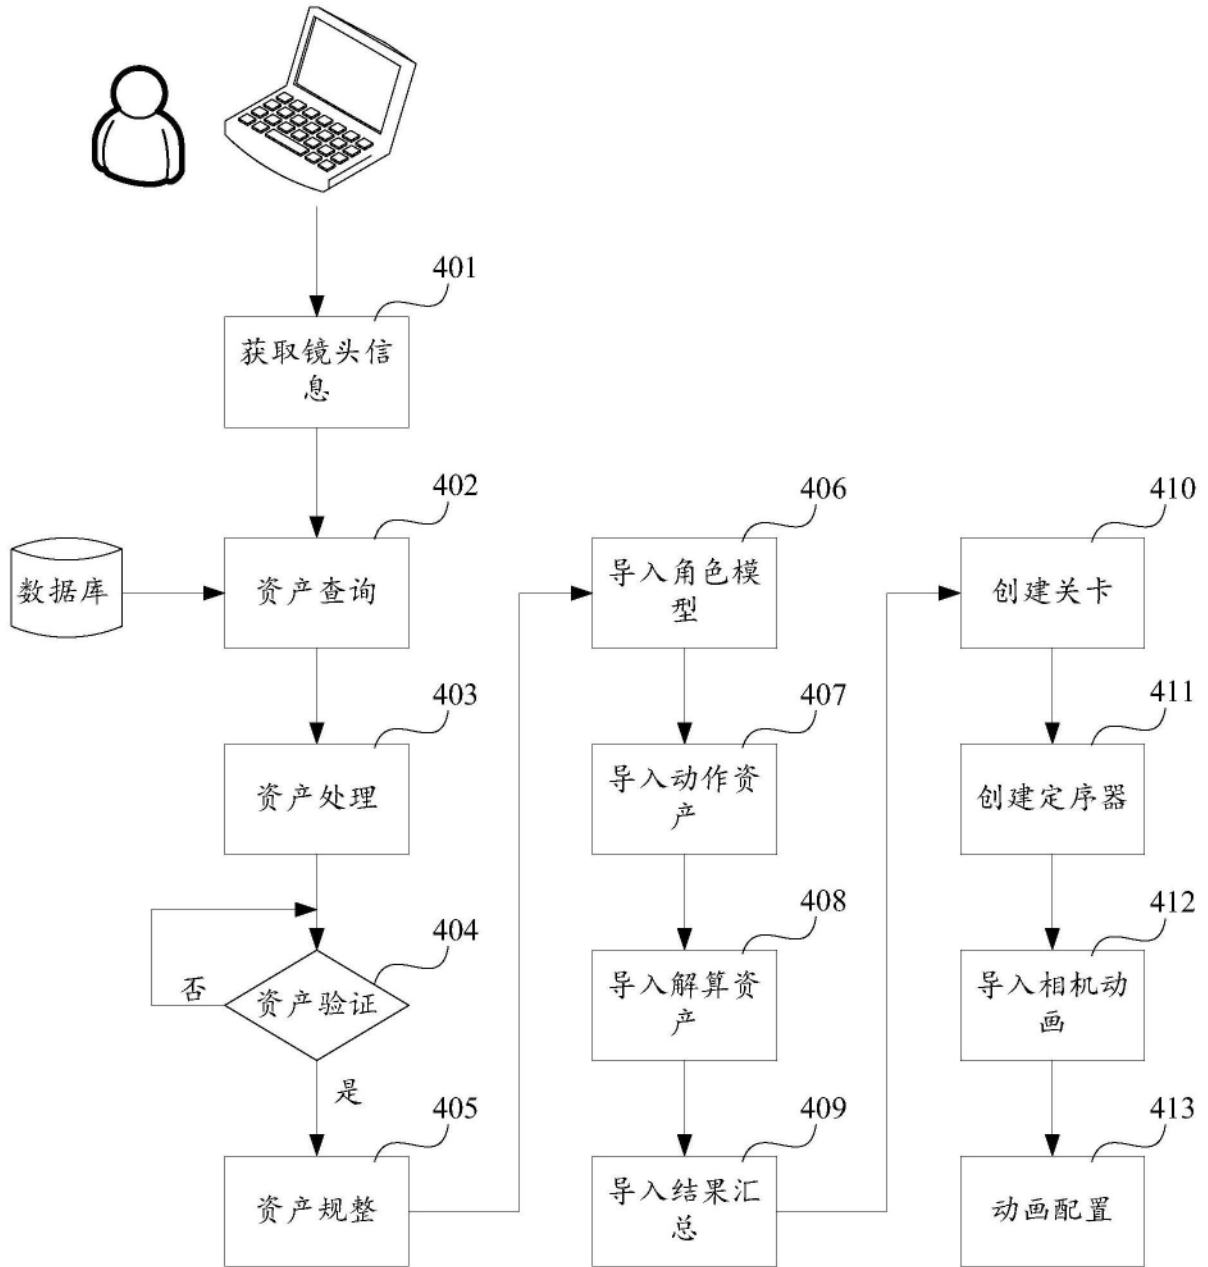 401
获取镜头信
息
402
数据库
资产查询
403
资产处理
404
否
资产验证
是
405
资产规整
406
导入角色模
型
407
导入动作资
产
408
导入解算资
产
409
导入结果汇
总
410
创建关卡
411
创建定序器
412
导入相机动
画
413
动画配置